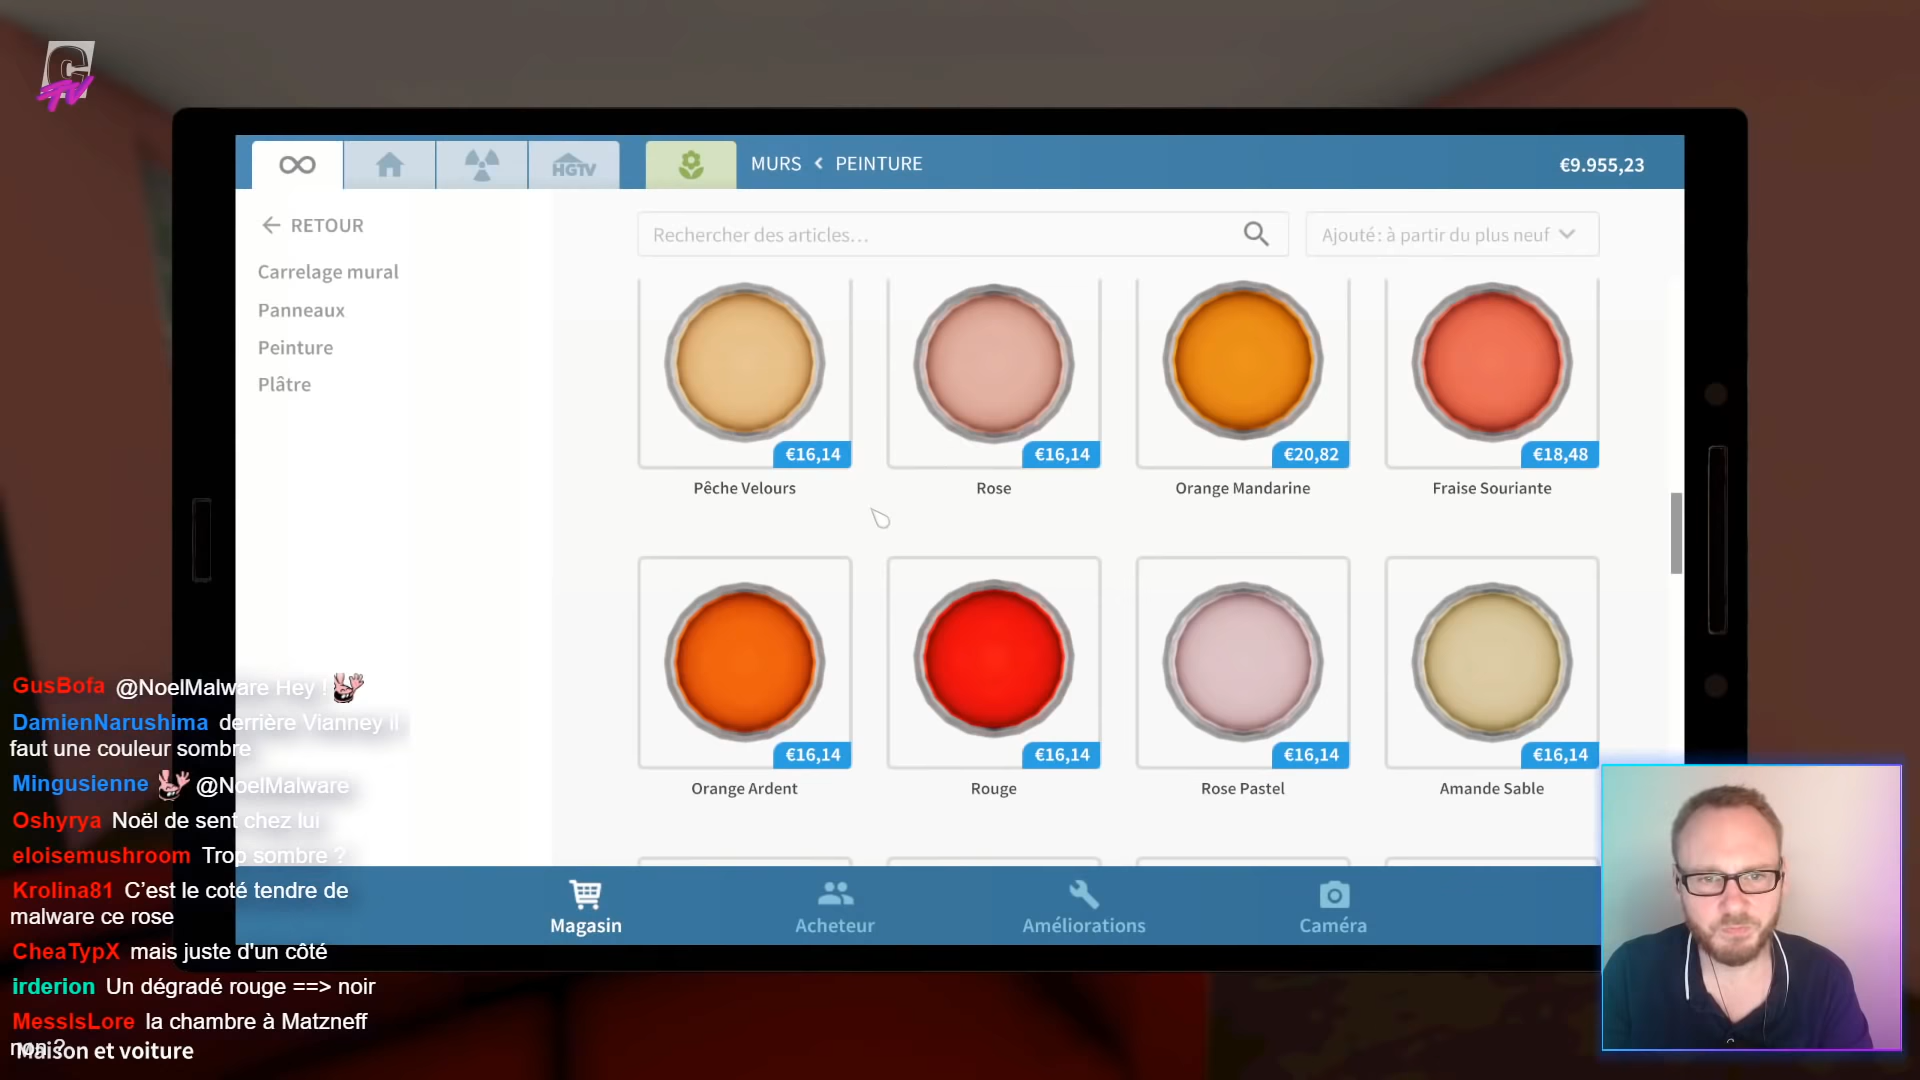 C
TV
HGTV
MURS < PEINTURE
€9.955,23
RETOUR
Rechercher des articles...
Ajouté : à partir du plus neuf
Carrelage mural
Panneaux
Peinture
Plâtre
€16,14
€16,14
€20,82
€18,48
Pêche Velours
Rose
Orange Mandarine
Fraise Souriante
€16,14
€16,14
€16,14
€16,14
Orange Ardent
Rouge
Rose Pastel
Amande Sable
GusBofa @NoelMalware Hey !
DamienNarushima derrière Vianney il
faut une couleur sombre
Mingusienne @NoelMalware
Oshyrya Noël de sent chez lui
eloisemushroom Trop sombre ?
Krolina81 C’est le coté tendre de
malware ce rose
CheaTypX mais juste d'un côté
irderion Un dégradé rouge ==> noir
MessIsLore la chambre à Matzneff
non ?
Maison et voiture
Magasin
Acheteur
Améliorations
Caméra